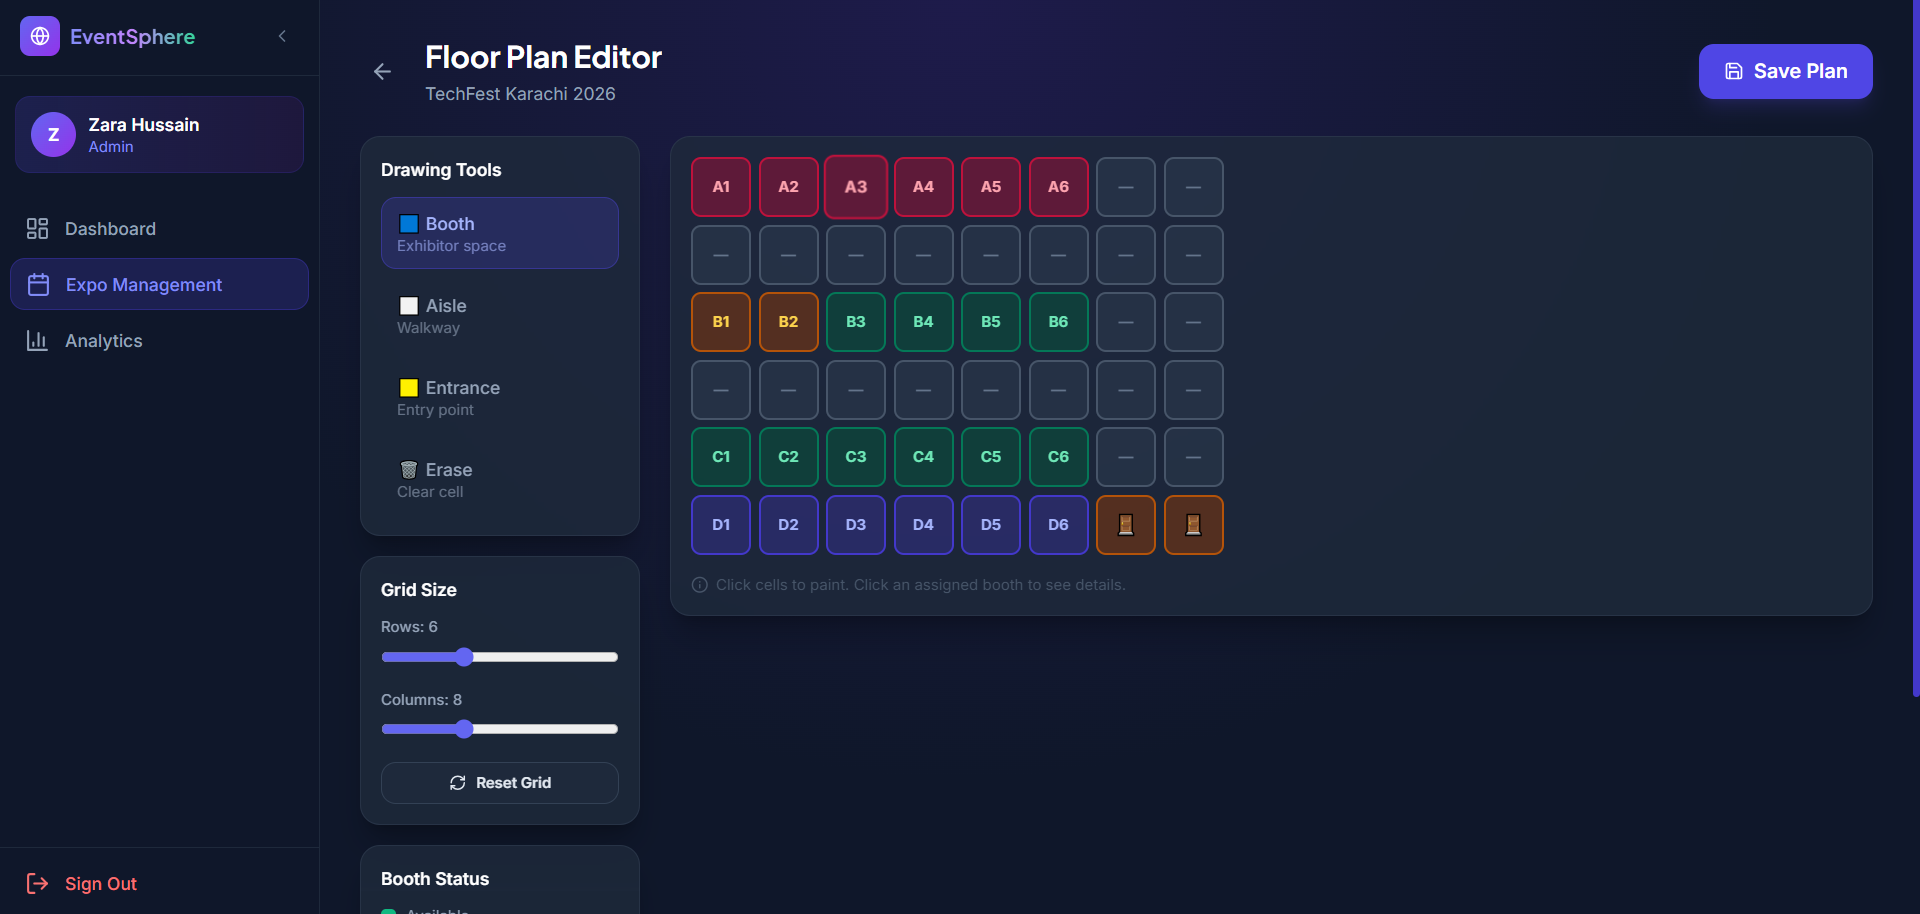 EventSphere
Z
Zara Hussain
Admin
Dashboard
Expo Management
Analytics
Sign Out
Floor Plan Editor
TechFest Karachi 2026
Save Plan
Drawing Tools
Booth
Exhibitor space
Aisle
Walkway
Entrance
Entry point
Erase
Clear cell
Grid Size
Rows: 6
Columns: 8
Reset Grid
Booth Status
Available
A1 A2 A3 A4 A5 A6 — —
— — — — — — — —
B1 B2 B3 B4 B5 B6 — —
— — — — — — — —
C1 C2 C3 C4 C5 C6 — —
D1 D2 D3 D4 D5 D6
Click cells to paint. Click an assigned booth to see details.